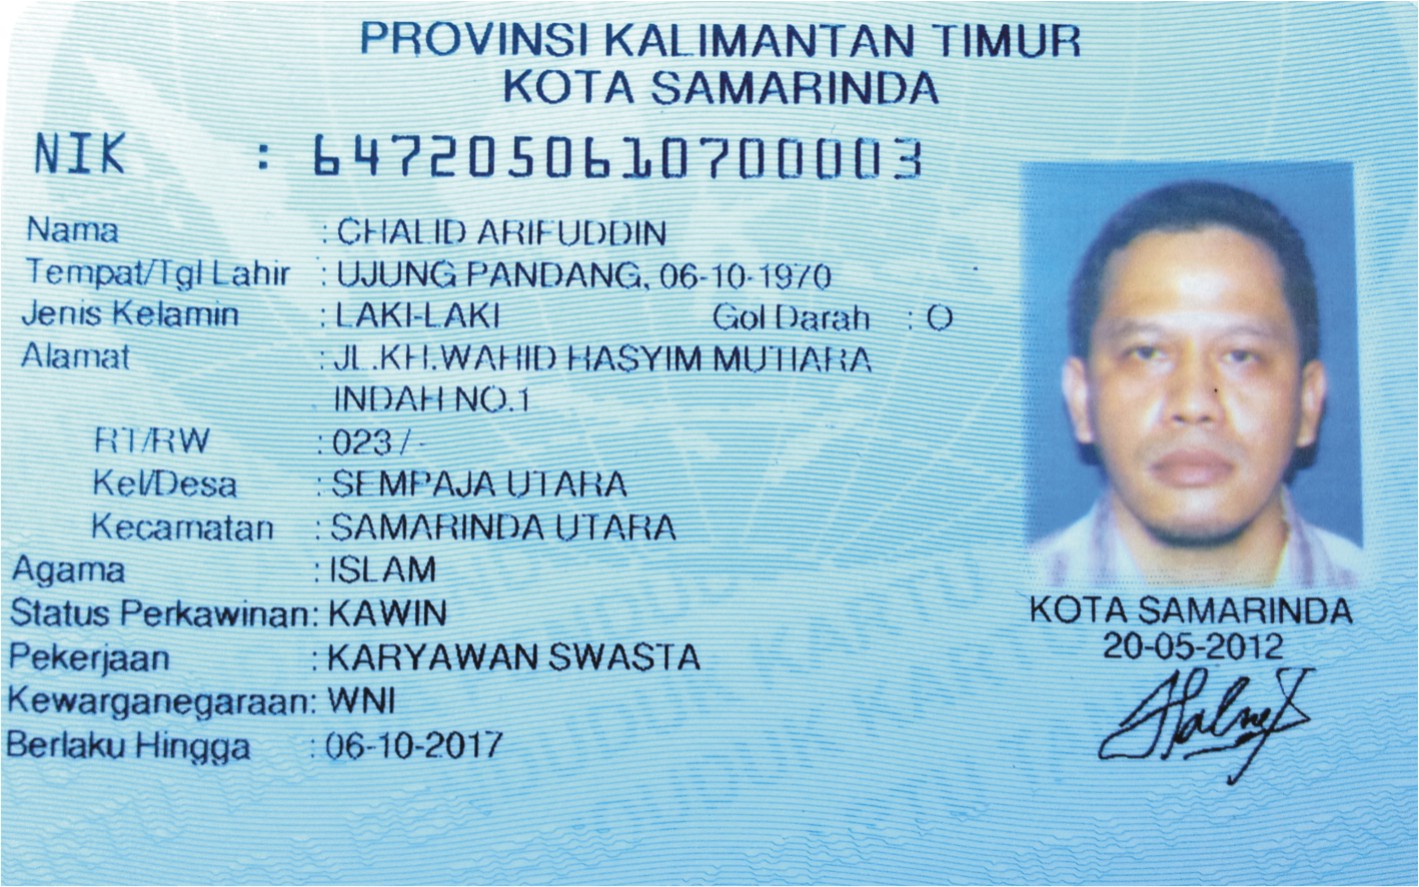 PROVINSI KALIMANTAN TIMUR
KOTA SAMARINDA
NIK : 6472050610700003
Nama : CHALID ARIFUDDIN
Tempat/Tgl Lahir : UJUNG PANDANG, 06-10-1970
Jenis Kelamin : LAKI-LAKI Gol Darah : O
Alamat : JL.KH.WAHID HASYIM MUTIARA
INDAH NO.1
RT/RW : 023 / -
Kel/Desa : SEMPAJA UTARA
Kecamatan : SAMARINDA UTARA
Agama : ISLAM
Status Perkawinan: KAWIN
Pekerjaan : KARYAWAN SWASTA
Kewarganegaraan: WNI
Berlaku Hingga : 06-10-2017
KOTA SAMARINDA
20-05-2012